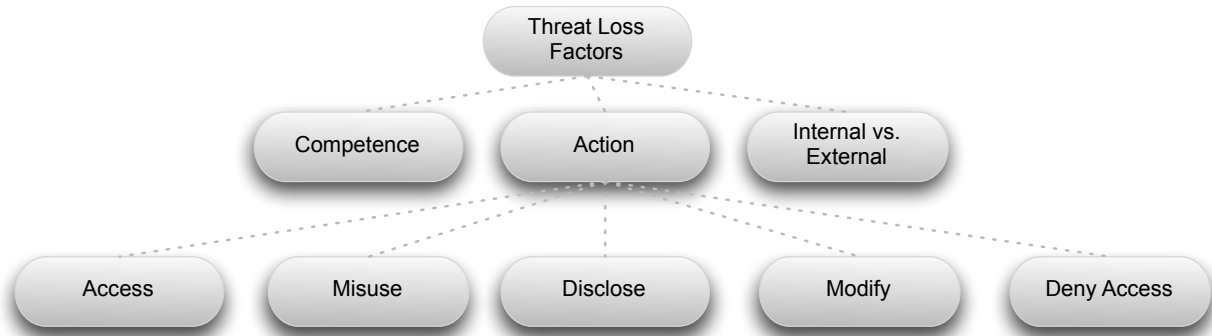 Threat Loss
Factors
Competence
Action
Internal vs.
External
Access
Misuse
Disclose
Modify
Deny Access